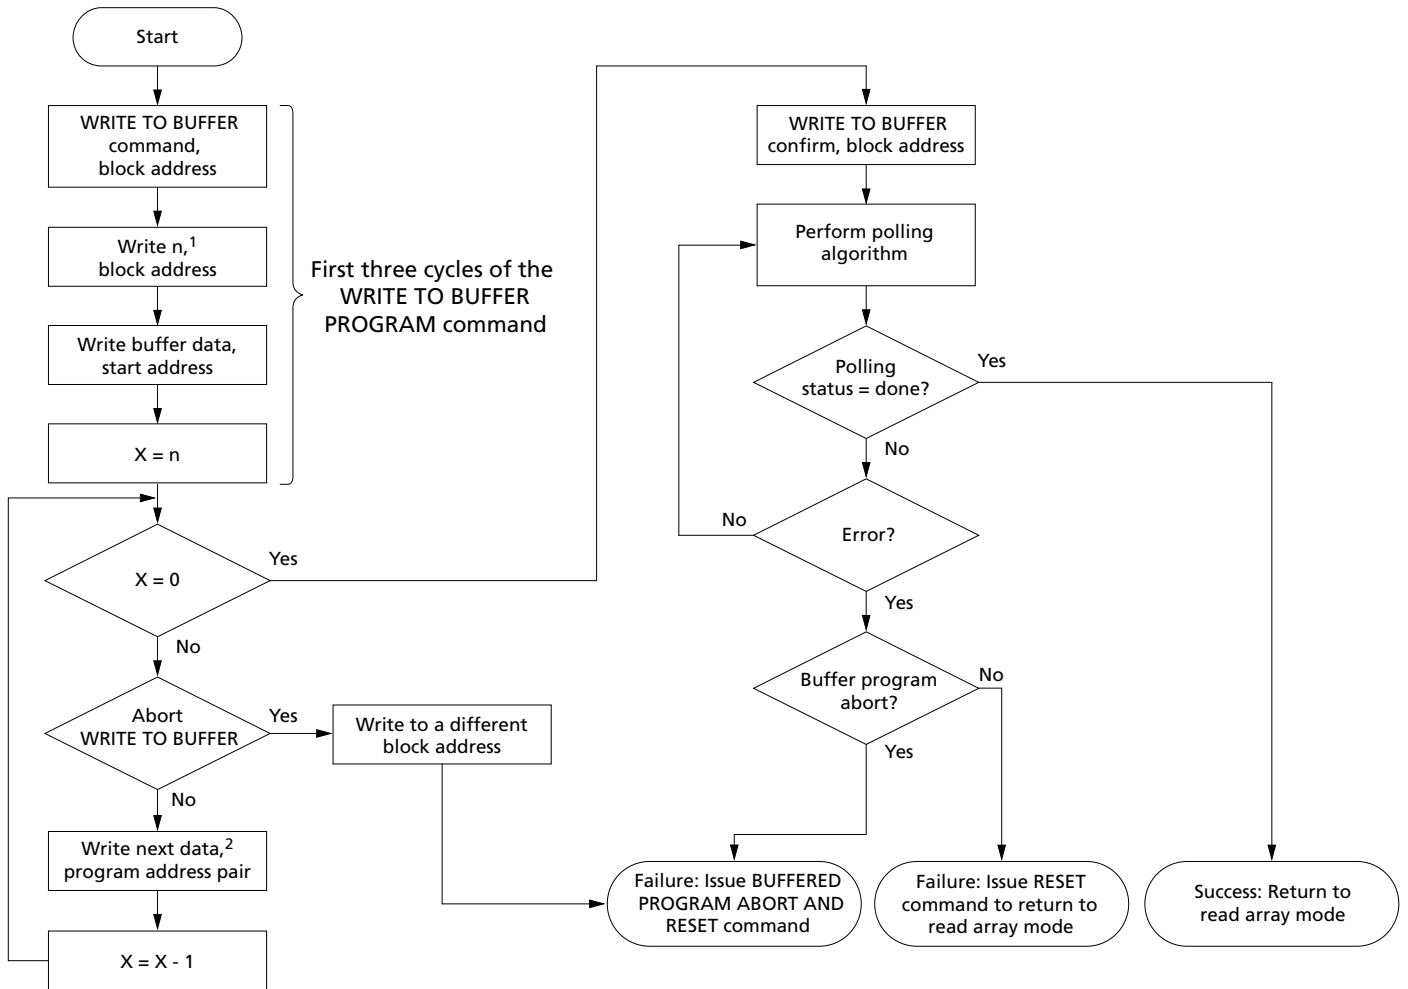 Start
WRITE TO BUFFER
command,
block address
Write n,1
block address
Write buffer data,
start address
X = n
First three cycles of the
WRITE TO BUFFER
PROGRAM command
X = 0
Yes
No
Abort
WRITE TO BUFFER
Yes
No
Write to a different
block address
Write next data,2
program address pair
X = X - 1
WRITE TO BUFFER
confirm, block address
Perform polling
algorithm
Polling
status = done?
Yes
No
Error?
No
Yes
Buffer program
abort?
No
Yes
Failure: Issue BUFFERED
PROGRAM ABORT AND
RESET command
Failure: Issue RESET
command to return to
read array mode
Success: Return to
read array mode